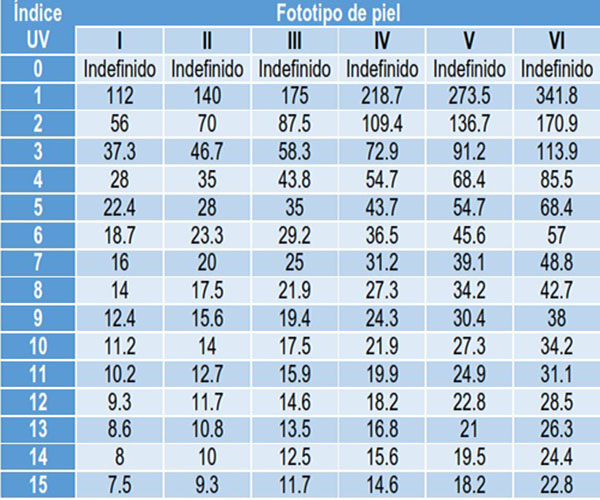 Índice Fototipo de piel
UV I II III IV V VI
0 Indefinido Indefinido Indefinido Indefinido Indefinido Indefinido
1 112 140 175 218.7 273.5 341.8
2 56 70 87.5 109.4 136.7 170.9
3 37.3 46.7 58.3 72.9 91.2 113.9
4 28 35 43.8 54.7 68.4 85.5
5 22.4 28 35 43.7 54.7 68.4
6 18.7 23.3 29.2 36.5 45.6 57
7 16 20 25 31.2 39.1 48.8
8 14 17.5 21.9 27.3 34.2 42.7
9 12.4 15.6 19.4 24.3 30.4 38
10 11.2 14 17.5 21.9 27.3 34.2
11 10.2 12.7 15.9 19.9 24.9 31.1
12 9.3 11.7 14.6 18.2 22.8 28.5
13 8.6 10.8 13.5 16.8 21 26.3
14 8 10 12.5 15.6 19.5 24.4
15 7.5 9.3 11.7 14.6 18.2 22.8